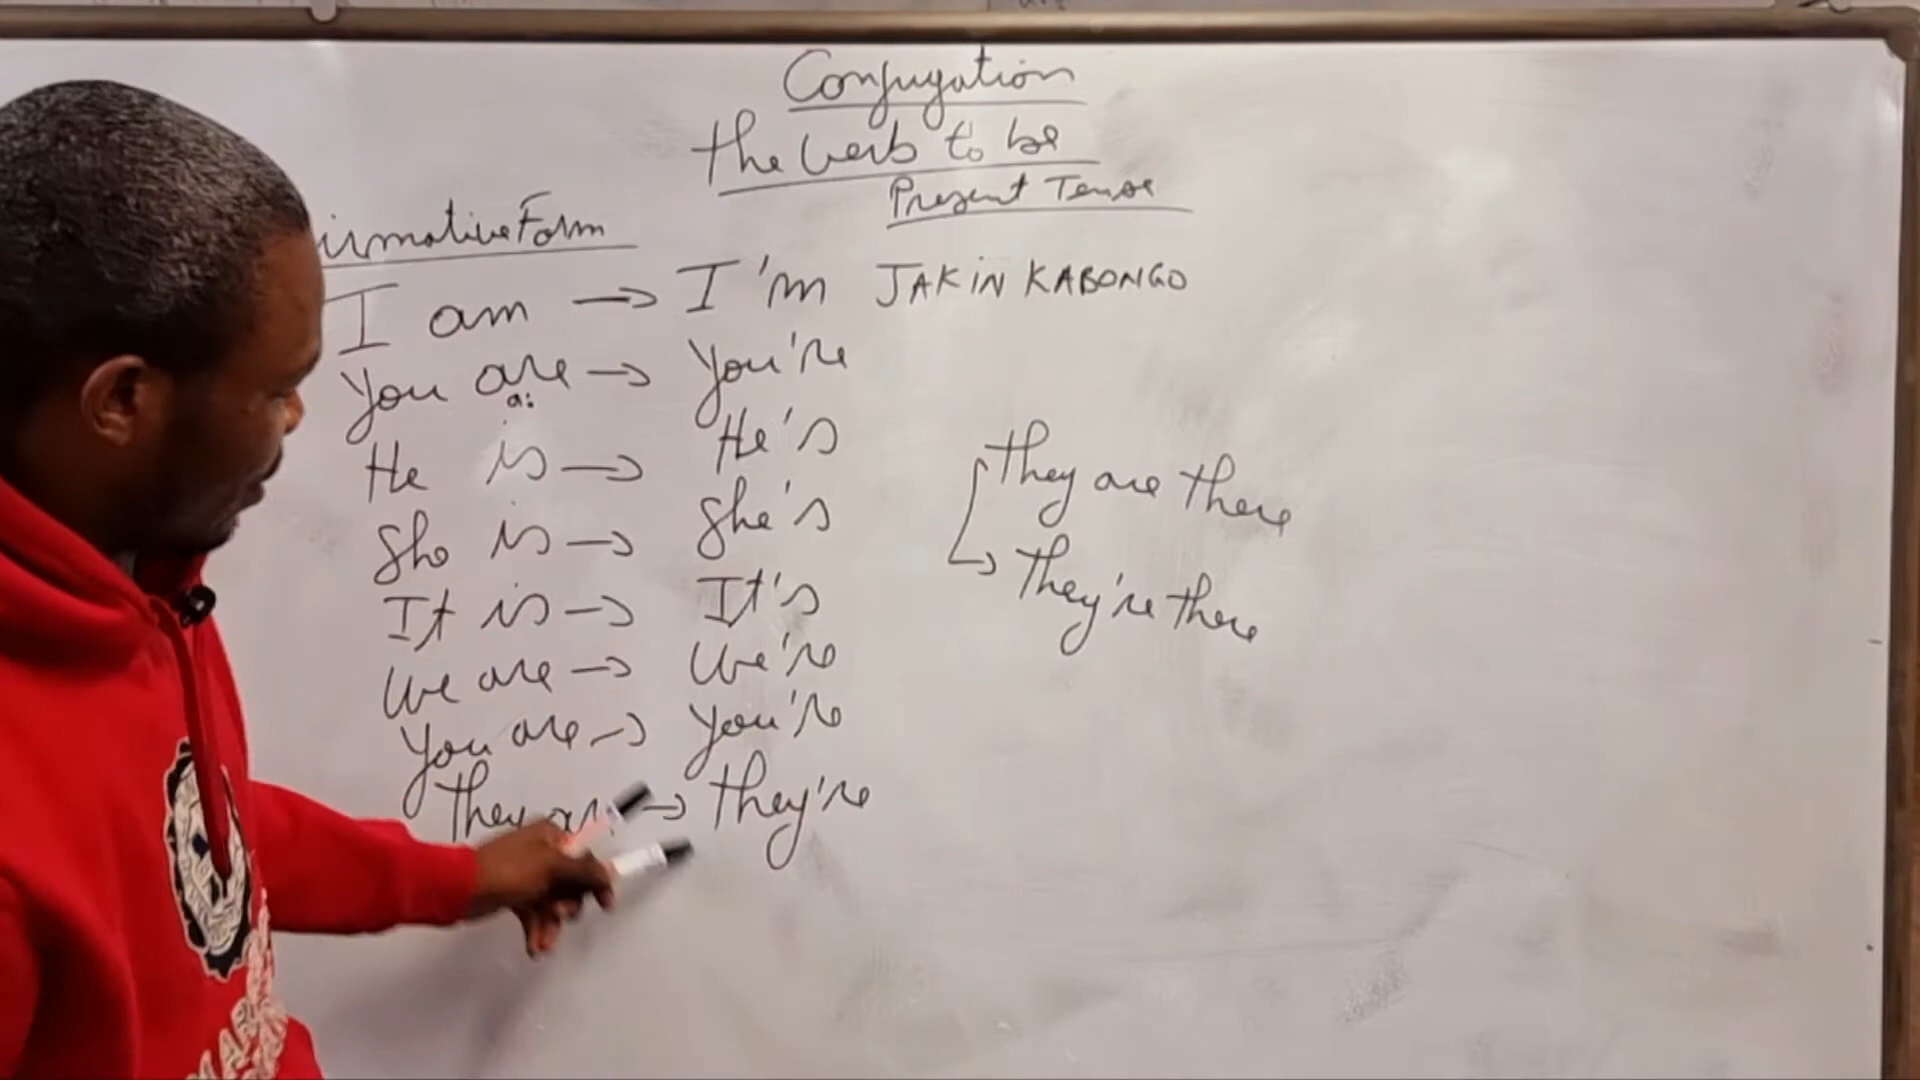 Conjugation
the verb to be
Present Tense
irmative Form
I am → I'm JAKIN KABONGO
You are → You're
a:
He is → He's
She is → She's
It is → It's
We are → We're
You are → You're
they are → they're
they are there
→ they're there